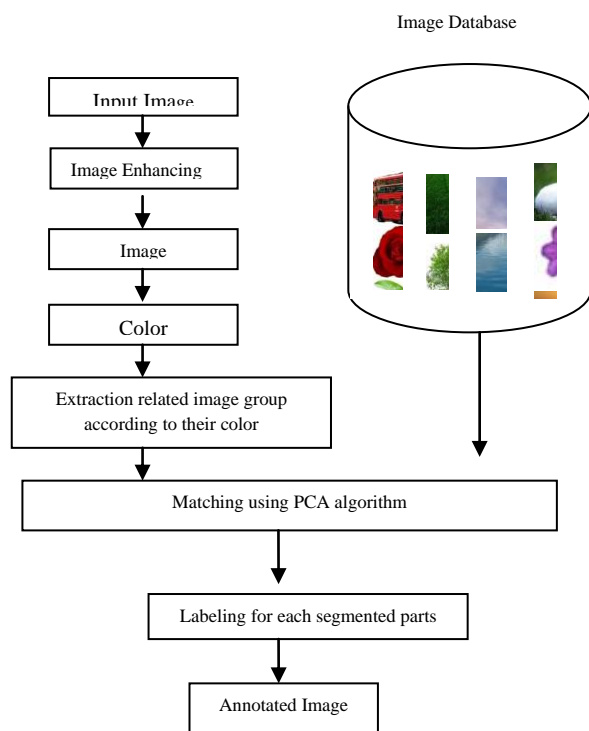 Image Database
Input Image
Image Enhancing
Image
Color
Extraction related image group
according to their color
Matching using PCA algorithm
Labeling for each segmented parts
Annotated Image